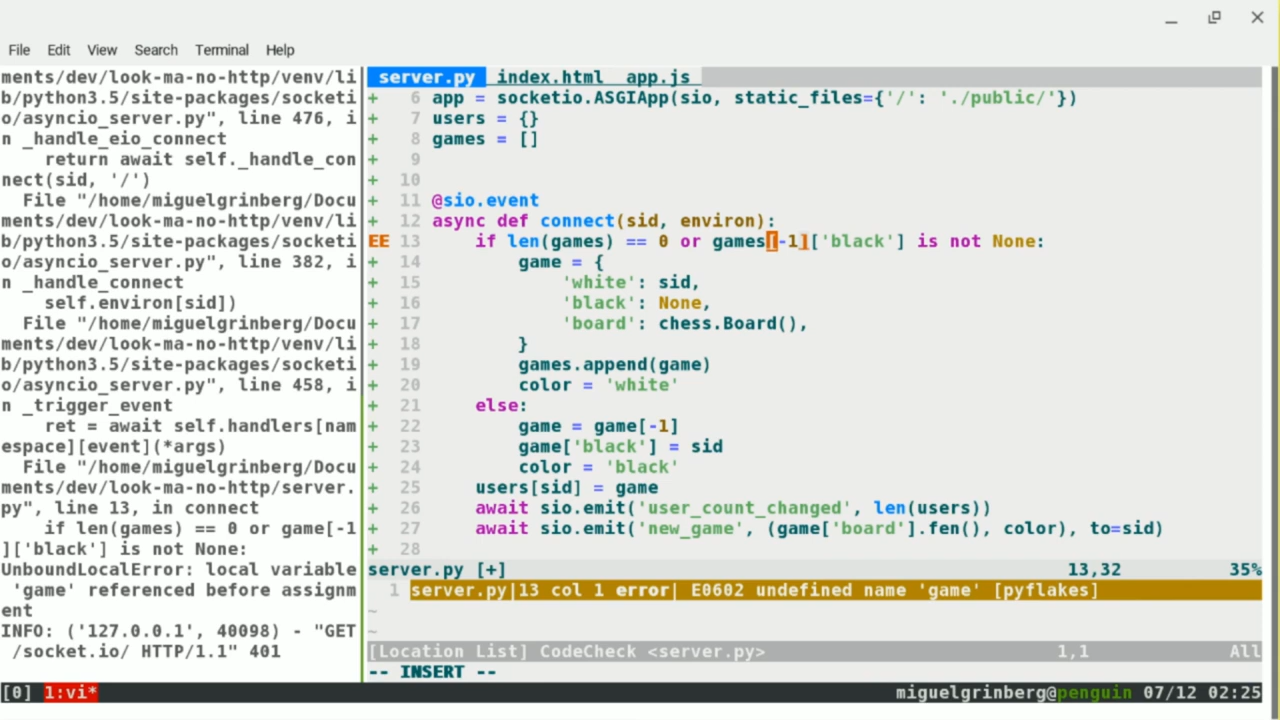 File Edit View Search Terminal Help
ments/dev/look-ma-no-http/venv/li
b/python3.5/site-packages/socketi
o/asyncio_server.py", line 476, i
n _handle_eio_connect
    return await self._handle_con
nect(sid, '/')
  File "/home/miguelgrinberg/Docu
ments/dev/look-ma-no-http/venv/li
b/python3.5/site-packages/socketi
o/asyncio_server.py", line 382, i
n _handle_connect
    self.environ[sid])
  File "/home/miguelgrinberg/Docu
ments/dev/look-ma-no-http/venv/li
b/python3.5/site-packages/socketi
o/asyncio_server.py", line 458, i
n _trigger_event
    ret = await self.handlers[nam
espace][event](*args)
  File "/home/miguelgrinberg/Docu
ments/dev/look-ma-no-http/server.
py", line 13, in connect
    if len(games) == 0 or game[-1
]['black'] is not None:
UnboundLocalError: local variable
 'game' referenced before assignm
ent
INFO: ('127.0.0.1', 40098) - "GET
 /socket.io/ HTTP/1.1" 401
server.py index.html app.js
+ 6 app = socketio.ASGIApp(sio, static_files={'/': './public/'})
+ 7 users = {}
+ 8 games = []
+ 9
+ 10
+ 11 @sio.event
+ 12 async def connect(sid, environ):
EE 13     if len(games) == 0 or games[-1]['black'] is not None:
+ 14         game = {
+ 15             'white': sid,
+ 16             'black': None,
+ 17             'board': chess.Board(),
+ 18         }
+ 19         games.append(game)
+ 20         color = 'white'
+ 21     else:
+ 22         game = game[-1]
+ 23         game['black'] = sid
+ 24         color = 'black'
+ 25     users[sid] = game
+ 26     await sio.emit('user_count_changed', len(users))
+ 27     await sio.emit('new_game', (game['board'].fen(), color), to=sid)
+ 28
server.py [+] 13,32 35%
1 server.py|13 col 1 error| E0602 undefined name 'game' [pyflakes]
~
~
[Location List] CodeCheck <server.py> 1,1 All
-- INSERT --
[0] 1:vi* miguelgrinberg@penguin 07/12 02:25